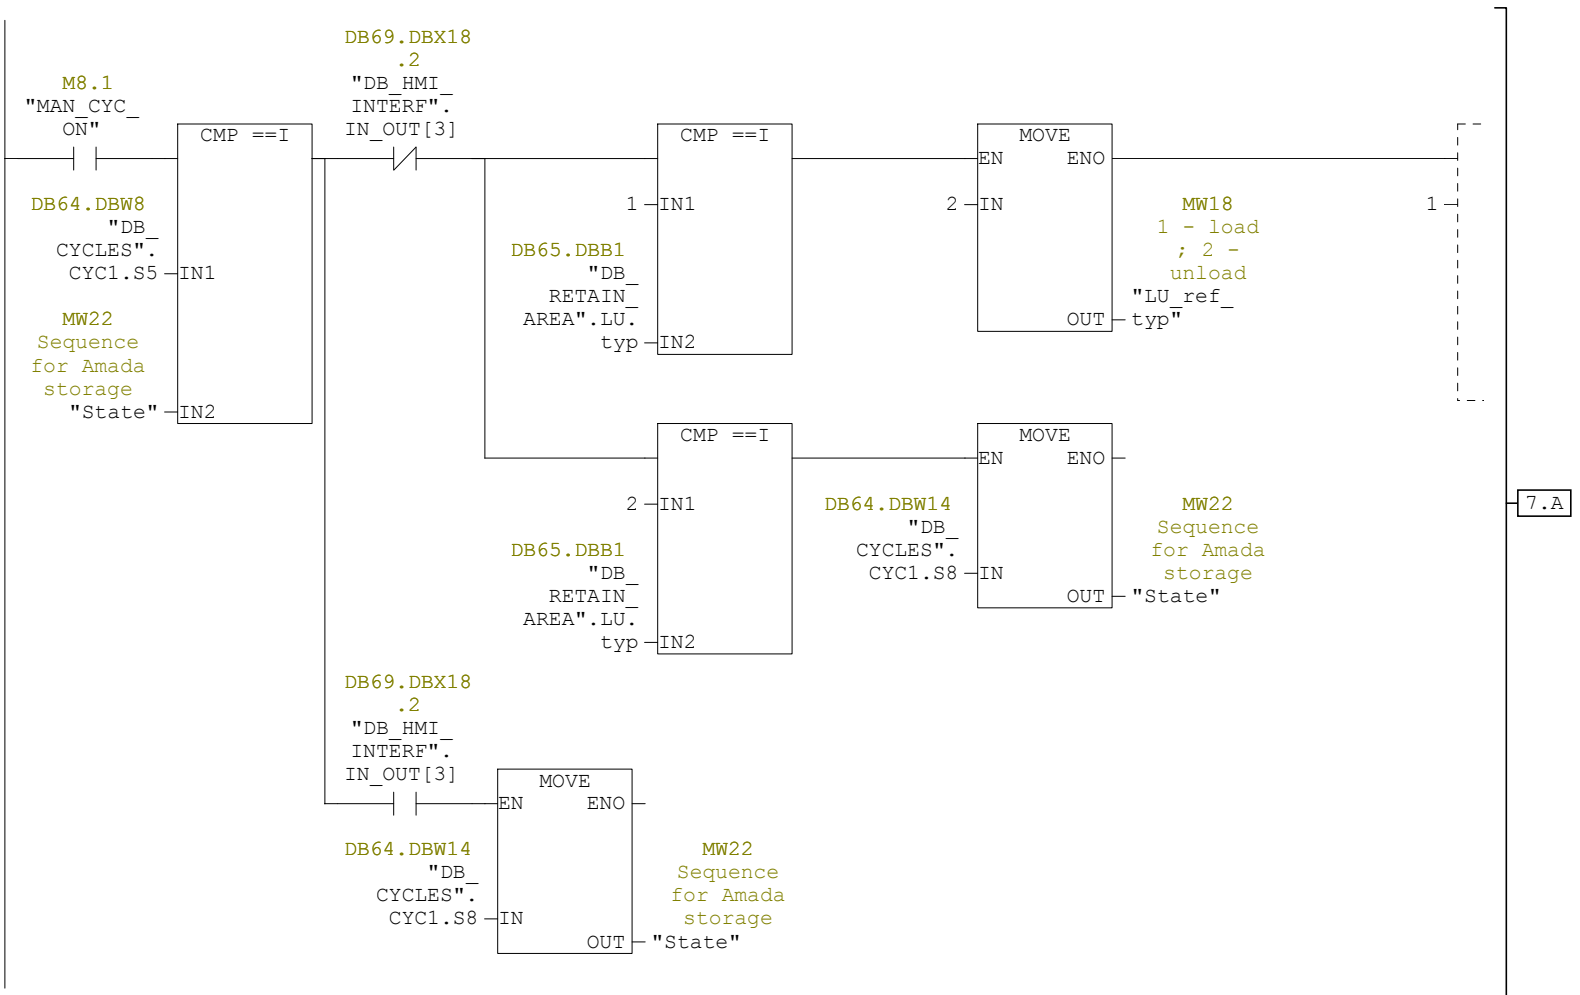 DB69.DBX18
.2
"DB_HMI_
INTERF".
IN_OUT[3]
M8.1
"MAN_CYC_
ON"
CMP ==I
DB64.DBW8
"DB_
CYCLES".
CYC1.S5
IN1
MW22
Sequence
for Amada
storage
"State"
IN2
CMP ==I
1
IN1
DB65.DBB1
"DB_
RETAIN_
AREA".LU.
typ
IN2
MOVE
EN ENO
2
IN
OUT
MW18
1 - load
; 2 -
unload
"LU_ref_
typ"
1
CMP ==I
2
IN1
DB65.DBB1
"DB_
RETAIN_
AREA".LU.
typ
IN2
MOVE
EN ENO
DB64.DBW14
"DB_
CYCLES".
CYC1.S8
IN
OUT
MW22
Sequence
for Amada
storage
"State"
7.A
DB69.DBX18
.2
"DB_HMI_
INTERF".
IN_OUT[3]
MOVE
EN ENO
DB64.DBW14
"DB_
CYCLES".
CYC1.S8
IN
OUT
MW22
Sequence
for Amada
storage
"State"